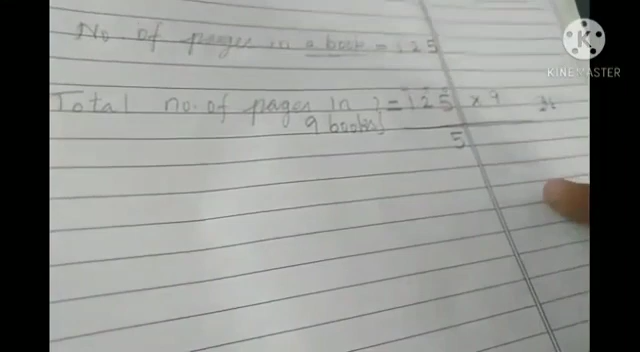 No. of pages in a book = 125
KINEMASTER
Total no. of pages in } = 125 x 9
9 books
5